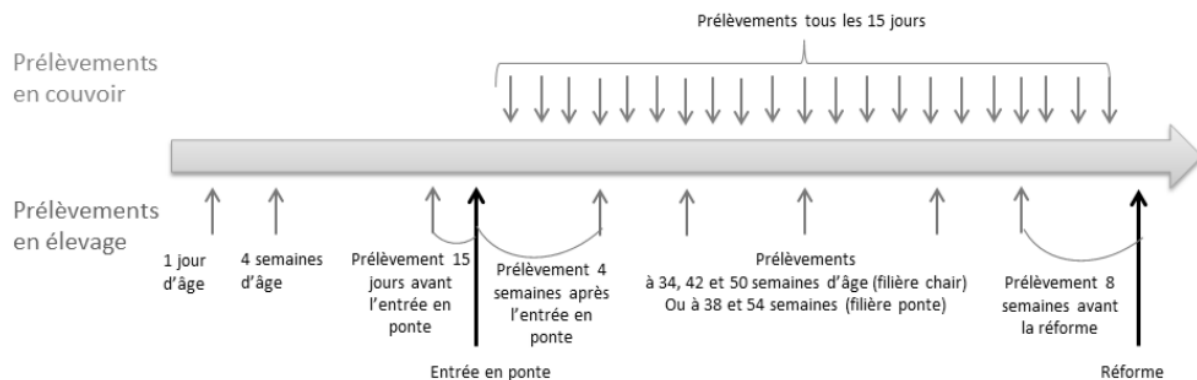 Prélèvements tous les 15 jours
Prélèvements
en couvoir
Prélèvements
en élevage
1 jour
d'âge
4 semaines
d'âge
Prélèvement 15
jours avant
l'entrée en
ponte
Prélèvement 4
semaines après
l'entrée en
ponte
Prélèvements
à 34, 42 et 50 semaines d'âge (filière chair)
Ou à 38 et 54 semaines (filière ponte)
Prélèvement 8
semaines avant
la réforme
Entrée en ponte
Réforme